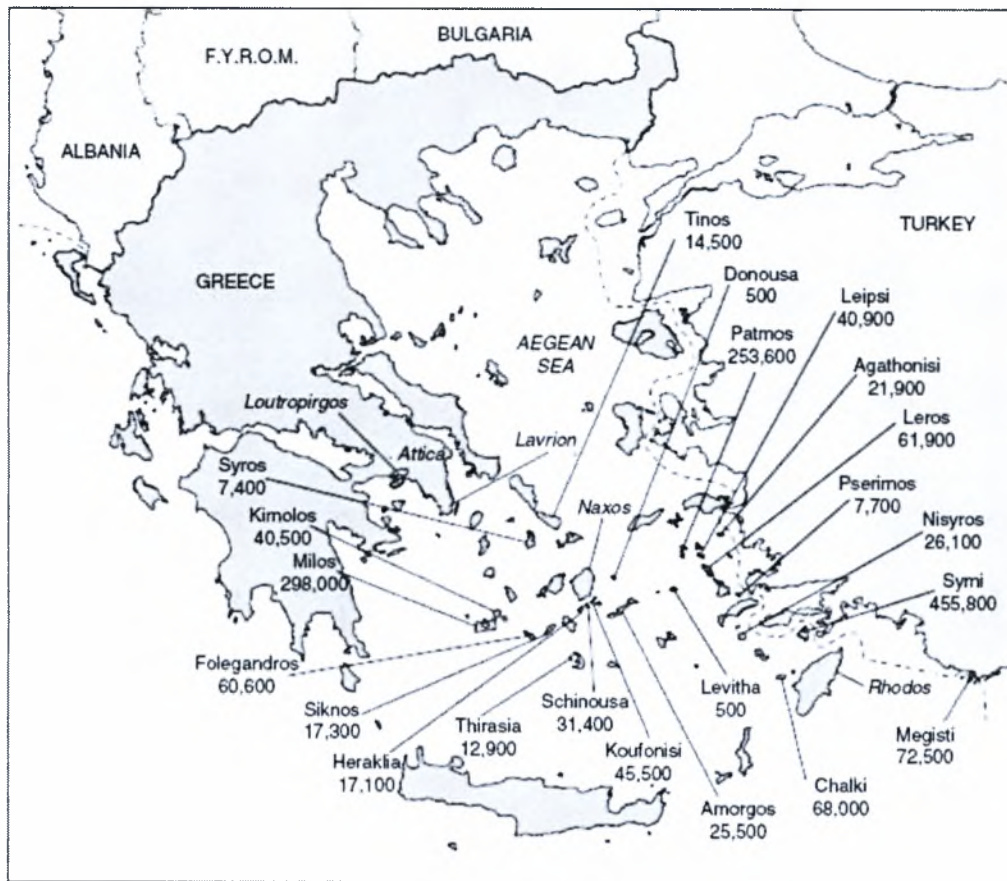 BULGARIA
F.Y.R.O.M.
ALBANIA
TURKEY
GREECE
AEGEAN
SEA
Tinos
14,500
Donousa
500
Leipsi
40,900
Patmos
253,600
Agathonisi
21,900
Leros
61,900
Pserimos
7,700
Nisyros
26,100
Symi
455,800
Loutropirgos
Attica
Lavrion
Naxos
Syros
7,400
Kimolos
40,500
Milos
298,000
Folegandros
60,600
Siknos
17,300
Heraklia
17,100
Thirasia
12,900
Schinousa
31,400
Koufonisi
45,500
Amorgos
25,500
Levitha
500
Rhodos
Chalki
68,000
Megisti
72,500